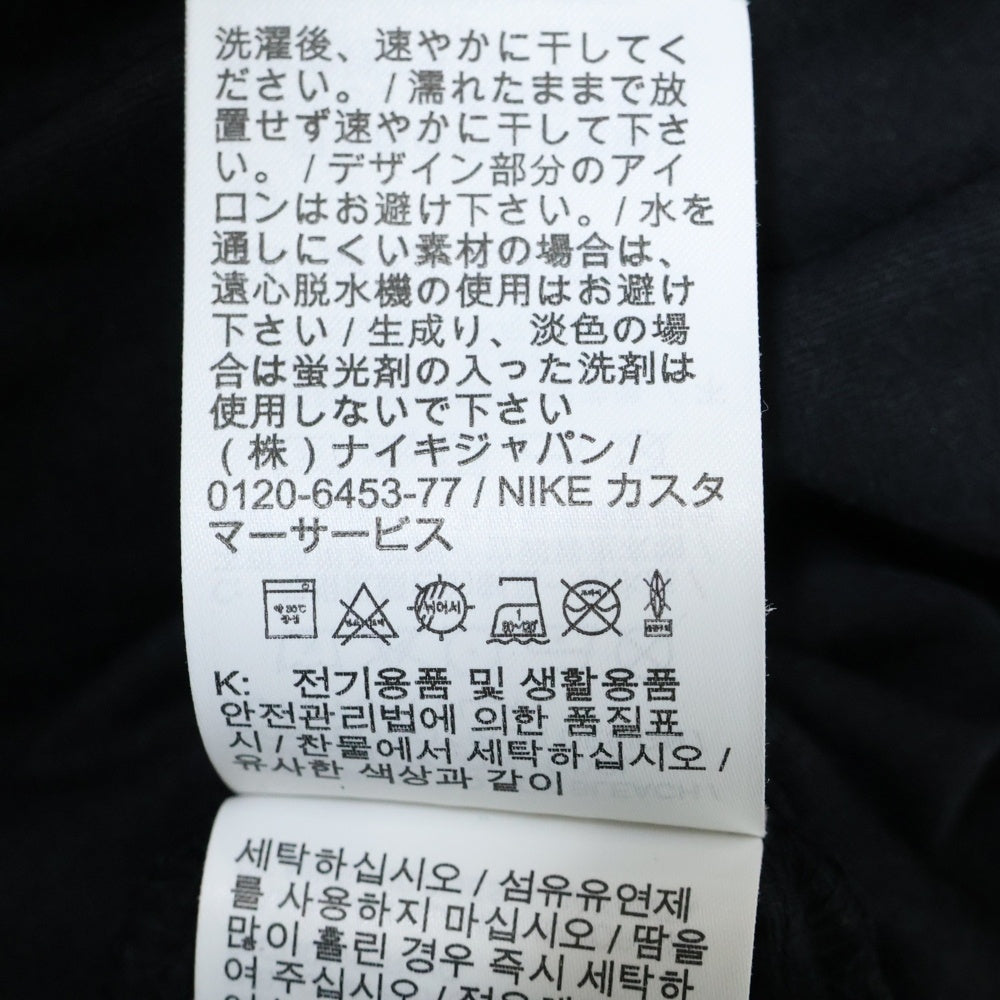 洗濯後、速やかに干してく
ださい。 / 濡れたままで放
置せず速やかに干して下さ
い。 / デザイン部分のアイ
ロンはお避け下さい。/ 水を
通しにくい素材の場合は、
遠心脱水機の使用はお避け
下さい / 生成り、淡色の場
合は蛍光剤の入った洗剤は
使用しないで下さい
(株) ナイキジャパン /
0120-6453-77 / NIKE カスタ
マーサービス
약 30℃ 중성
뉘어서
1
80~120℃
K: 전기용품 및 생활용품
안전관리법에 의한 품질표
시 / 찬물에서 세탁하십시오 /
유사한 색상과 같이
세탁하십시오 / 섬유유연제
를 사용하지 마십시오 / 땀을
많이 흘린 경우 즉시 세탁하
여 주십시오 /